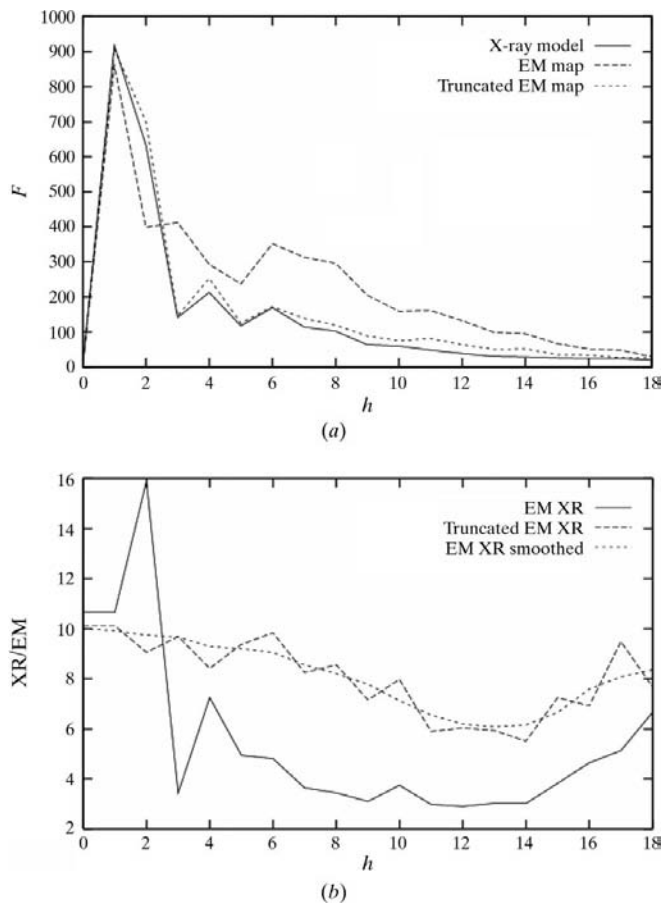 1000
900
800
700
600
500
400
300
200
100
0
F
X-ray model
EM map
Truncated EM map
0 2 4 6 8 10 12 14 16 18
h
(a)
16
14
12
10
8
6
4
2
XR/EM
EM XR
Truncated EM XR
EM XR smoothed
0 2 4 6 8 10 12 14 16 18
h
(b)